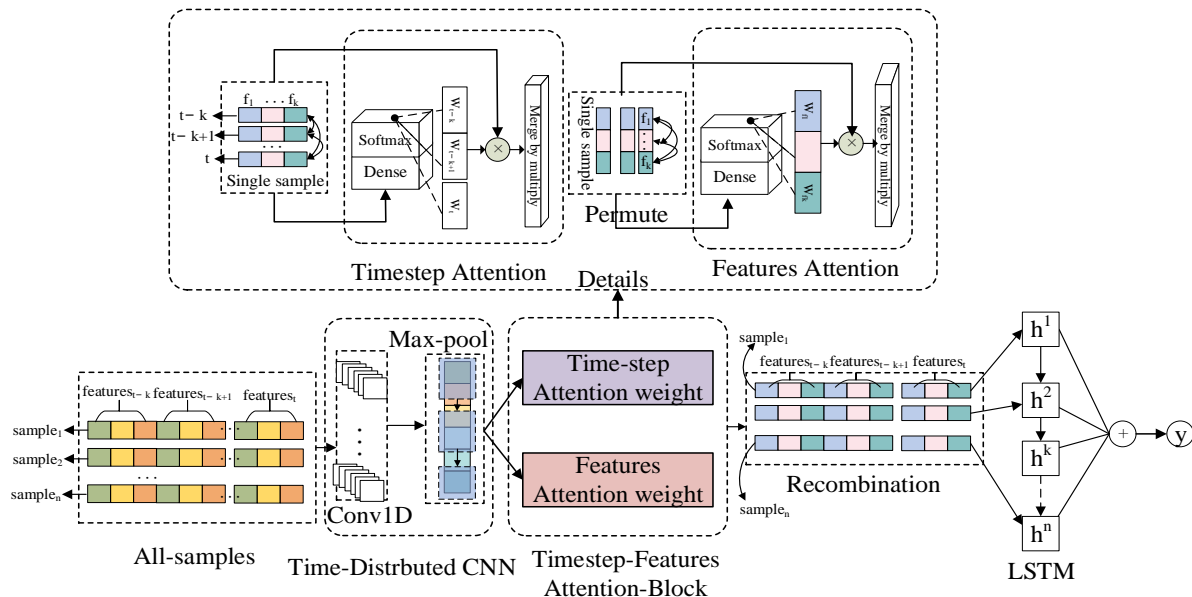 f1 ... fk
t-k
t-k+1
...
t
Single sample
Softmax
Dense
Wt-k
Wt-k+1
Wt
×
Merge by multiply
Timestep Attention
Single sample
f1
...
fk
Permute
Softmax
Dense
Wfl
Wfk
×
Merge by multiply
Features Attention
Details
featurest-k
featurest-k+1
featurest
sample1
sample2
...
samplen
All-samples
Max-pool
Conv1D
Time-Distrbuted CNN
Time-step
Attention weight
Features
Attention weight
Timestep-Features
Attention-Block
sample1
featurest-k featurest-k+1 featurest
samplen
Recombination
h1
h2
hk
hn
LSTM
+
y